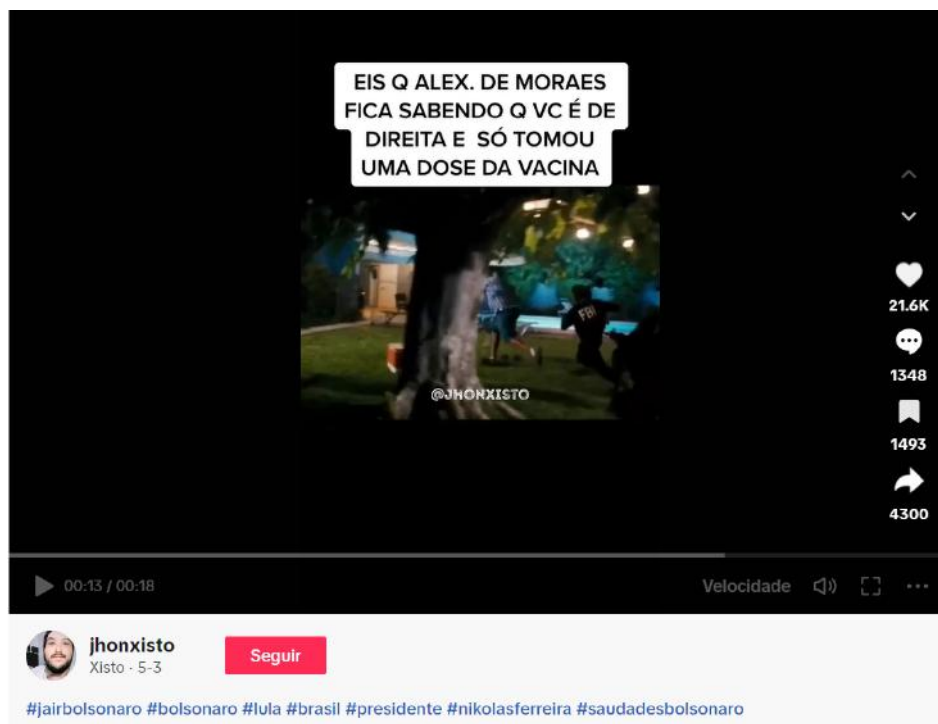 EIS Q ALEX. DE MORAES
FICA SABENDO Q VC É DE
DIREITA E SÓ TOMOU
UMA DOSE DA VACINA
FBI
@JHONXISTO
21.6K
1348
1493
4300
00:13 / 00:18
Velocidade
jhonxisto
Xisto · 5-3
Seguir
#jairbolsonaro #bolsonaro #lula #brasil #presidente #nikolasferreira #saudadesbolsonaro